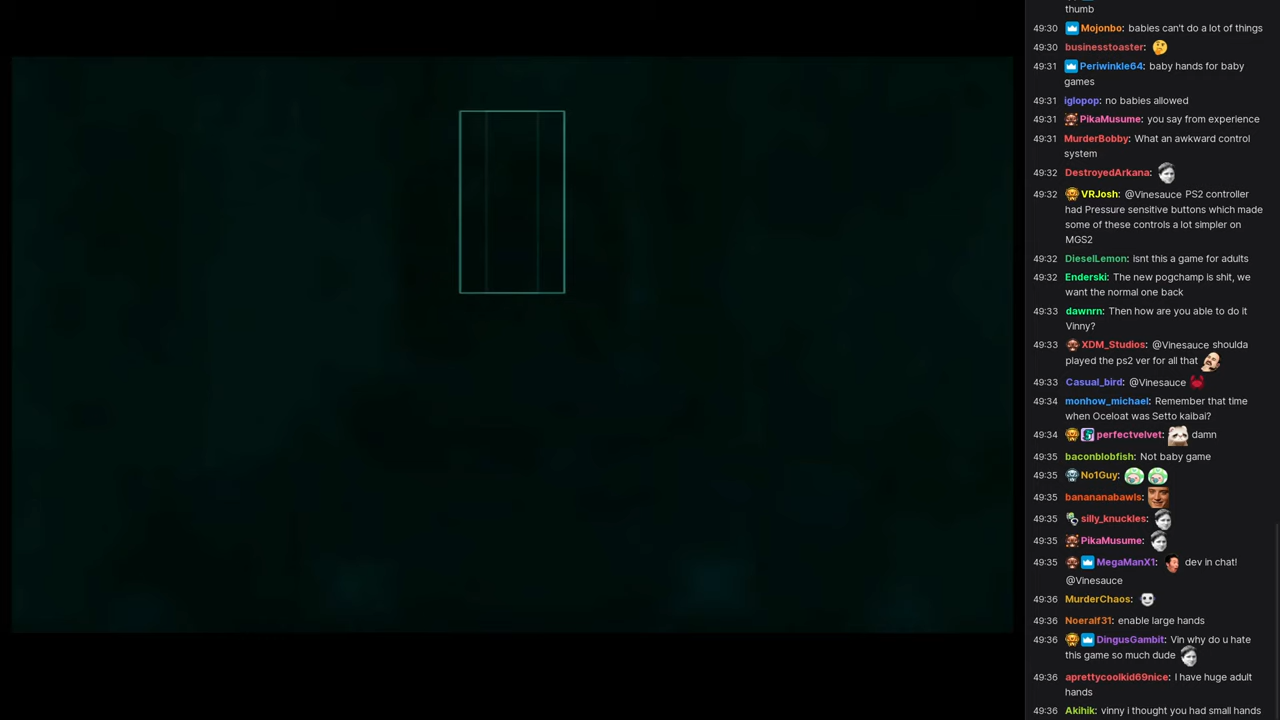 thumb
49:30 Mojonbo: babies can't do a lot of things
49:30 businesstoaster:
49:31 Periwinkle64: baby hands for baby
games
49:31 iglopop: no babies allowed
49:31 PikaMusume: you say from experience
49:31 MurderBobby: What an awkward control
system
49:32 DestroyedArkana:
49:32 VRJosh: @Vinesauce PS2 controller
had Pressure sensitive buttons which made
some of these controls a lot simpler on
MGS2
49:32 DieselLemon: isnt this a game for adults
49:32 Enderski: The new pogchamp is shit, we
want the normal one back
49:33 dawnrn: Then how are you able to do it
Vinny?
49:33 XDM_Studios: @Vinesauce shoulda
played the ps2 ver for all that
49:33 Casual_bird: @Vinesauce
49:34 monhow_michael: Remember that time
when Oceloat was Setto kaibal?
49:34 perfectvelvet: damn
49:35 baconblobfish: Not baby game
49:35 No1Guy:
49:35 banananabawls:
49:35 silly_knuckles:
49:35 PikaMusume:
49:35 MegaManX1: dev in chat!
@Vinesauce
49:36 MurderChaos:
49:36 Noeralf31: enable large hands
49:36 DingusGambit: Vin why do u hate
this game so much dude
49:36 aprettycoolkid69nice: I have huge adult
hands
49:36 Akihik: vinny i thought you had small hands